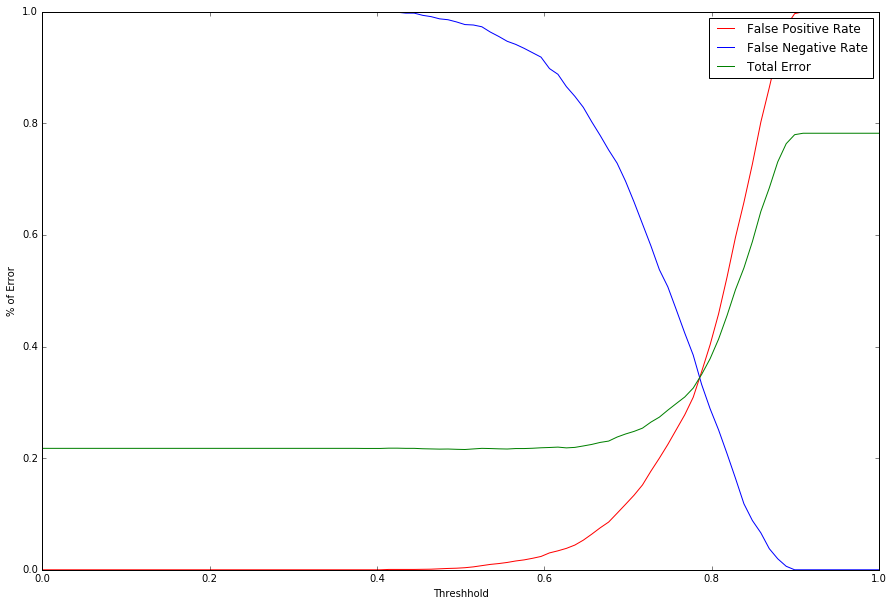 1.0
0.8
0.6
0.4
0.2
0.0
% of Error
False Positive Rate
False Negative Rate
Total Error
0.0 0.2 0.4 0.6 0.8 1.0
Threshhold